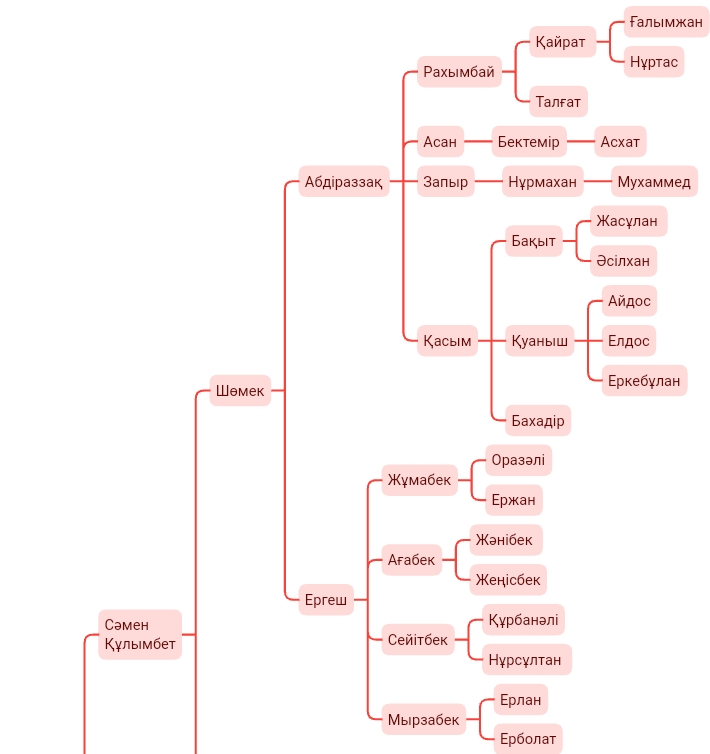 Ғалымжан
Қайрат
Нұртас
Рахымбай
Талғат
Асан
Бектемір
Асхат
Абдіраззақ
Запыр
Нұрмахан
Мухаммед
Жасұлан
Бақыт
Әсілхан
Айдос
Қасым
Қуаныш
Елдос
Еркебұлан
Шөмек
Бахадір
Оразәлі
Жұмабек
Ержан
Жәнібек
Ағабек
Жеңісбек
Ергеш
Құрбанәлі
Сәмен
Құлымбет
Сейітбек
Нұрсұлтан
Ерлан
Мырзабек
Ерболат